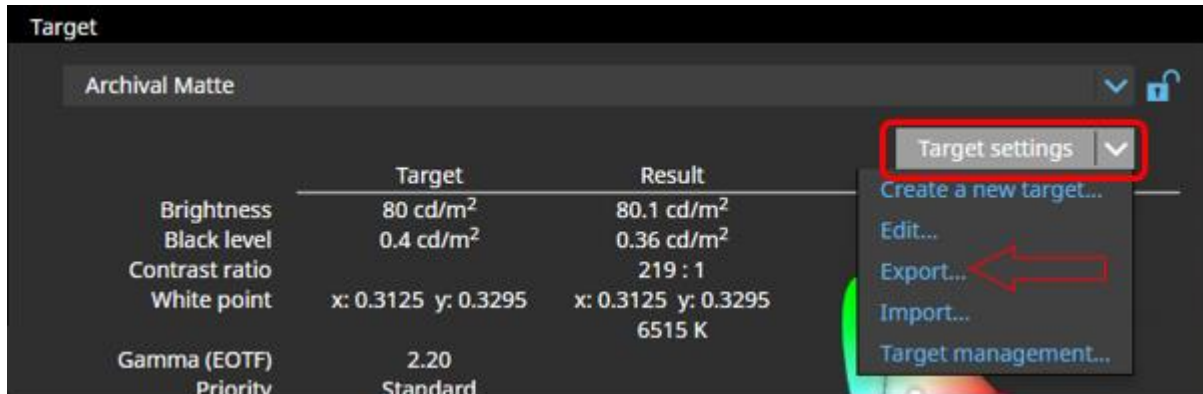 Target
Archival Matte
Target settings
Target Result
Create a new target...
Brightness 80 cd/m² 80.1 cd/m²
Edit...
Black level 0.4 cd/m² 0.36 cd/m²
Export...
Contrast ratio 219 : 1
White point x: 0.3125 y: 0.3295 x: 0.3125 y: 0.3295
Import...
6515 K
Target management...
Gamma (EOTF) 2.20
Priority Standard